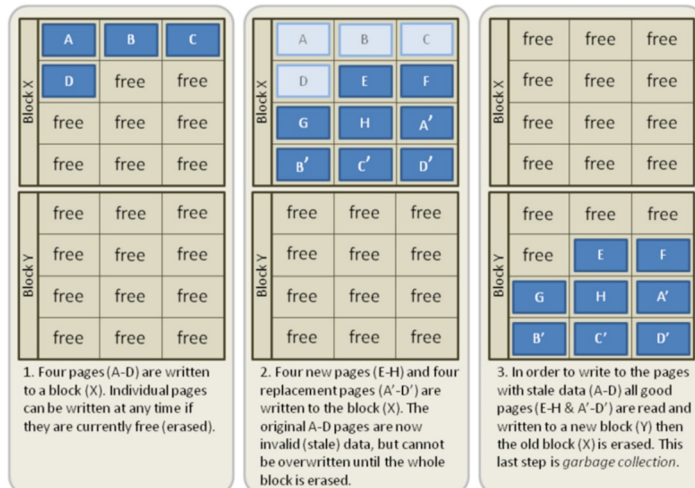 Block X
A B C
D free free
free free free
free free free
Block Y
free free free
free free free
free free free
free free free
1. Four pages (A-D) are written
to a block (X). Individual pages
can be written at any time if
they are currently free (erased).
Block X
A B C
D E F
G H A′
B′ C′ D′
Block Y
free free free
free free free
free free free
free free free
2. Four new pages (E-H) and four
replacement pages (A′-D′) are
written to the block (X). The
original A-D pages are now
invalid (stale) data, but cannot
be overwritten until the whole
block is erased.
Block X
free free free
free free free
free free free
free free free
Block Y
free free free
free E F
G H A′
B′ C′ D′
3. In order to write to the pages
with stale data (A-D) all good
pages (E-H & A′-D′) are read and
written to a new block (Y) then
the old block (X) is erased. This
last step is garbage collection.